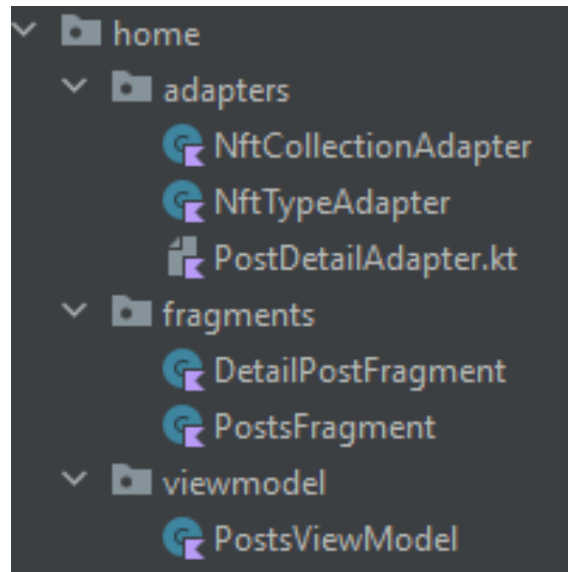 home
adapters
NftCollectionAdapter
NftTypeAdapter
PostDetailAdapter.kt
fragments
DetailPostFragment
PostsFragment
viewmodel
PostsViewModel